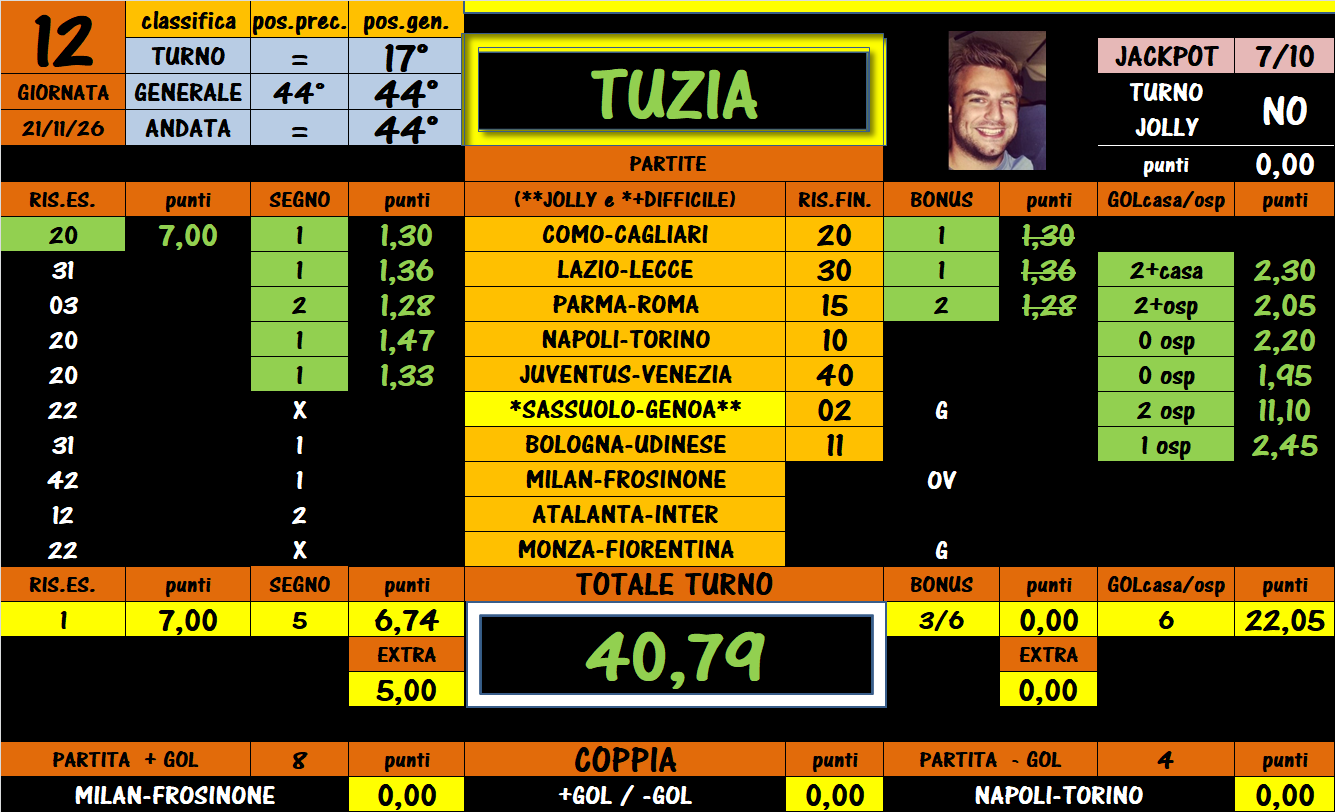 12 classifica pos.prec. pos.gen.
TURNO = 17°
GIORNATA GENERALE 44° 44°
21/11/26 ANDATA = 44°
TUZIA
JACKPOT 7/10
TURNO JOLLY NO
punti 0,00
PARTITE
RIS.ES. punti SEGNO punti (**JOLLY e *+DIFFICILE) RIS.FIN. BONUS punti GOLcasa/osp punti
20 7,00 1 1,30 COMO-CAGLIARI 20 1 1,30
31 1 1,36 LAZIO-LECCE 30 1 1,36 2+casa 2,30
03 2 1,28 PARMA-ROMA 15 2 1,28 2+osp 2,05
20 1 1,47 NAPOLI-TORINO 10 0 osp 2,20
20 1 1,33 JUVENTUS-VENEZIA 40 0 osp 1,95
22 X *SASSUOLO-GENOA** 02 G 2 osp 11,10
31 1 BOLOGNA-UDINESE 11 1 osp 2,45
42 1 MILAN-FROSINONE OV
12 2 ATALANTA-INTER
22 X MONZA-FIORENTINA G
RIS.ES. punti SEGNO punti TOTALE TURNO BONUS punti GOLcasa/osp punti
1 7,00 5 6,74 40,79 3/6 0,00 6 22,05
EXTRA EXTRA
5,00 0,00
PARTITA + GOL 8 punti COPPIA punti PARTITA - GOL 4 punti
MILAN-FROSINONE 0,00 +GOL / -GOL 0,00 NAPOLI-TORINO 0,00